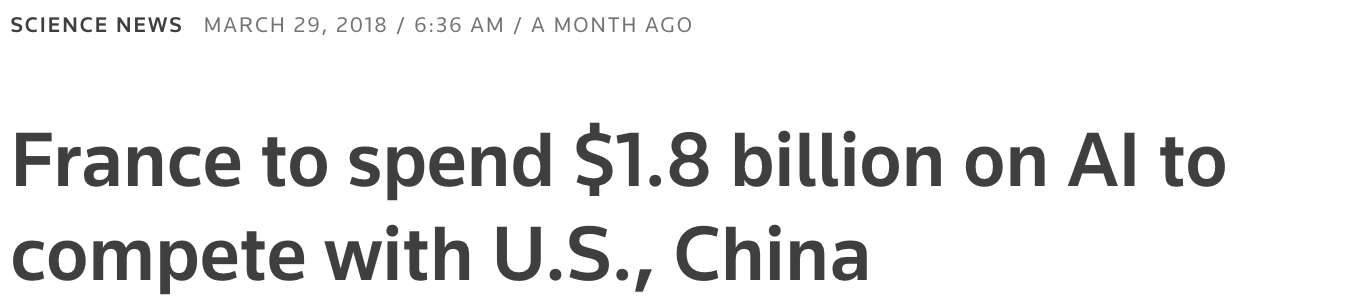 SCIENCE NEWS MARCH 29, 2018 / 6:36 AM / A MONTH AGO
France to spend $1.8 billion on AI to
compete with U.S., China